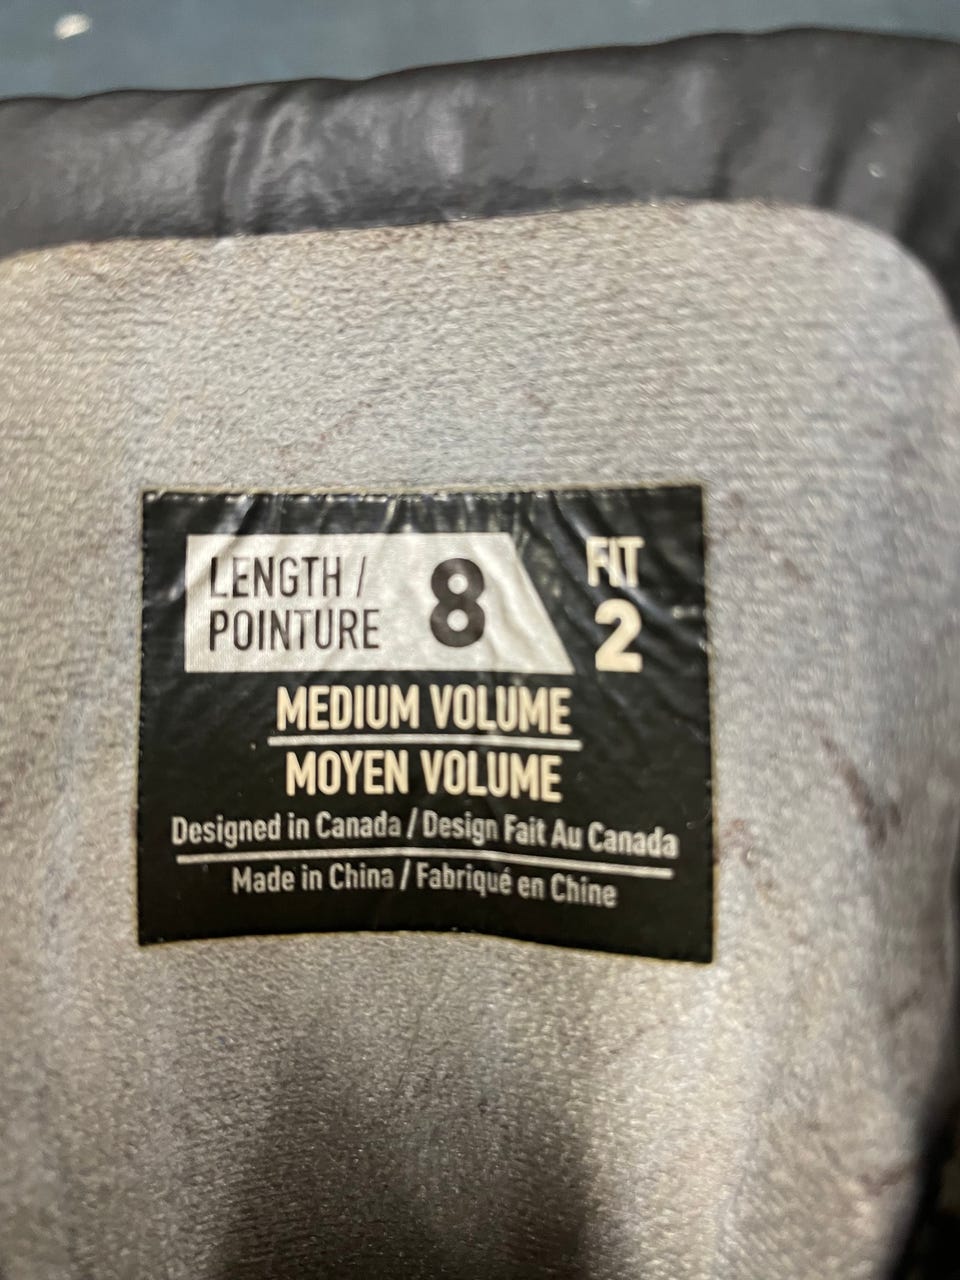 LENGTH /
POINTURE
8
FIT
2
MEDIUM VOLUME
MOYEN VOLUME
Designed in Canada / Design Fait Au Canada
Made in China / Fabriqué en Chine